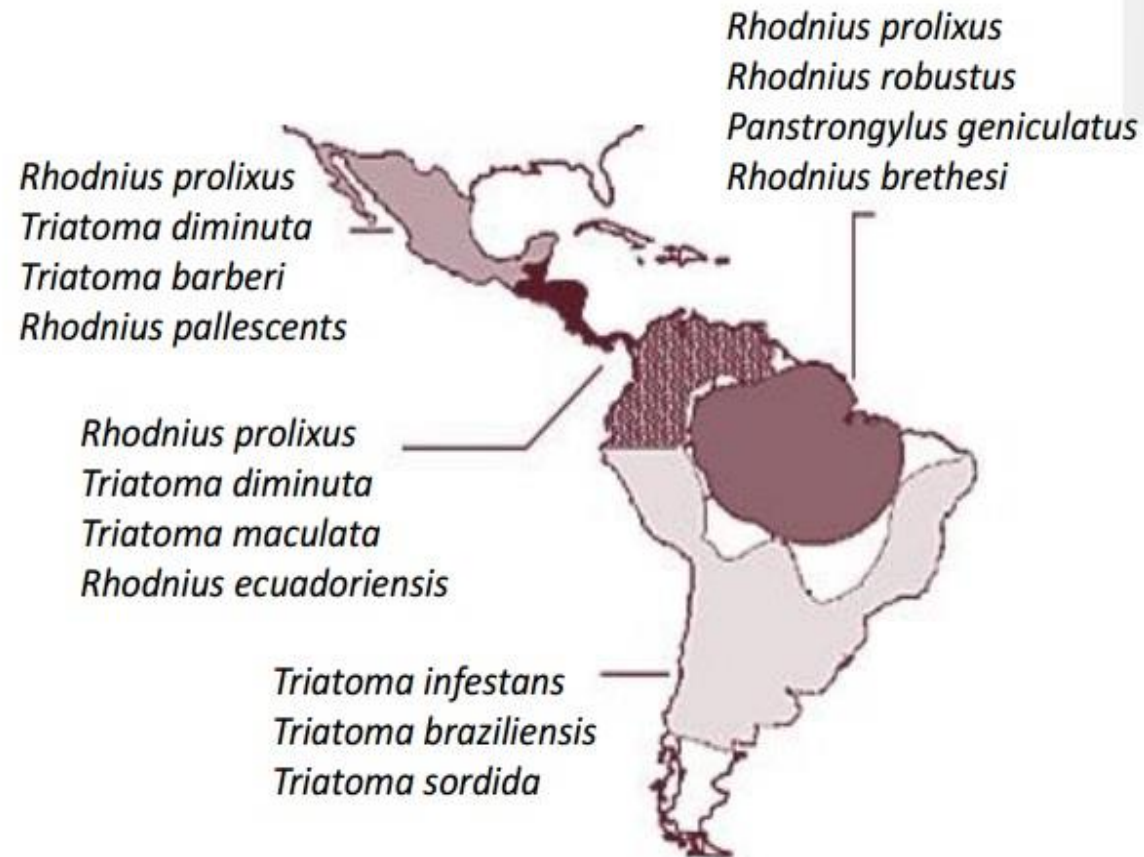 Rhodnius prolixus
Rhodnius robustus
Panstrongylus geniculatus
Rhodnius brethesi
Rhodnius prolixus
Triatoma diminuta
Triatoma barberi
Rhodnius pallescents
Rhodnius prolixus
Triatoma diminuta
Triatoma maculata
Rhodnius ecuadoriensis
Triatoma infestans
Triatoma braziliensis
Triatoma sordida